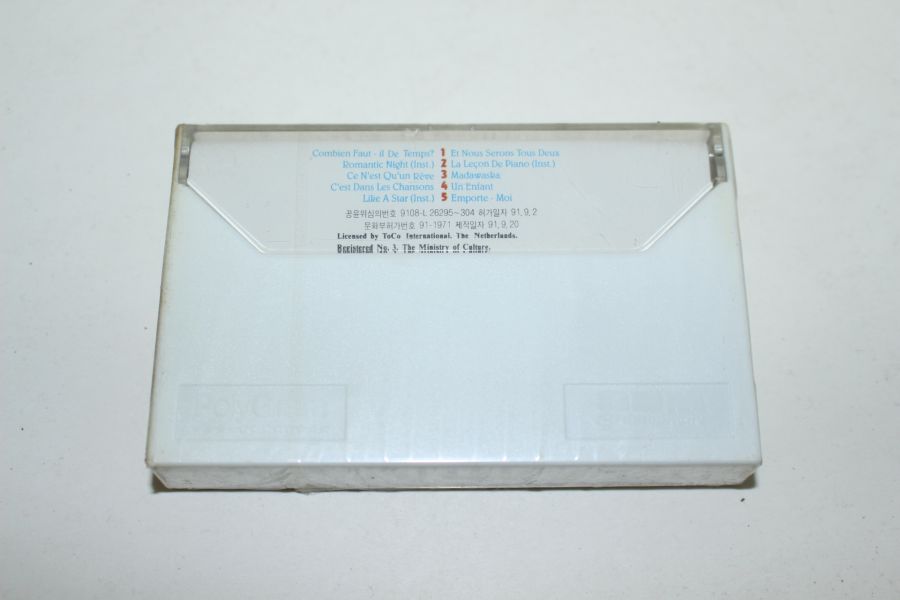 Combien Faut-il De Temps? 1 Et Nous Serons Tous Deux
Romantic Night (Inst.) 2 La Leçon De Piano (Inst.)
Ce N'est Qu'un Rêve 3 Madawaska
C'est Dans Les Chansons 4 Un Enfant
Like A Star (Inst.) 5 Emporte-Moi
공윤위심의번호 9108-L 26295~304 허가일자 91.9.2
문화부허가번호 91-1971 제작일자 91.9.20
Licensed by ToCo International. The Netherlands.
Registered No. 3. The Ministry of Culture.
PolyGram